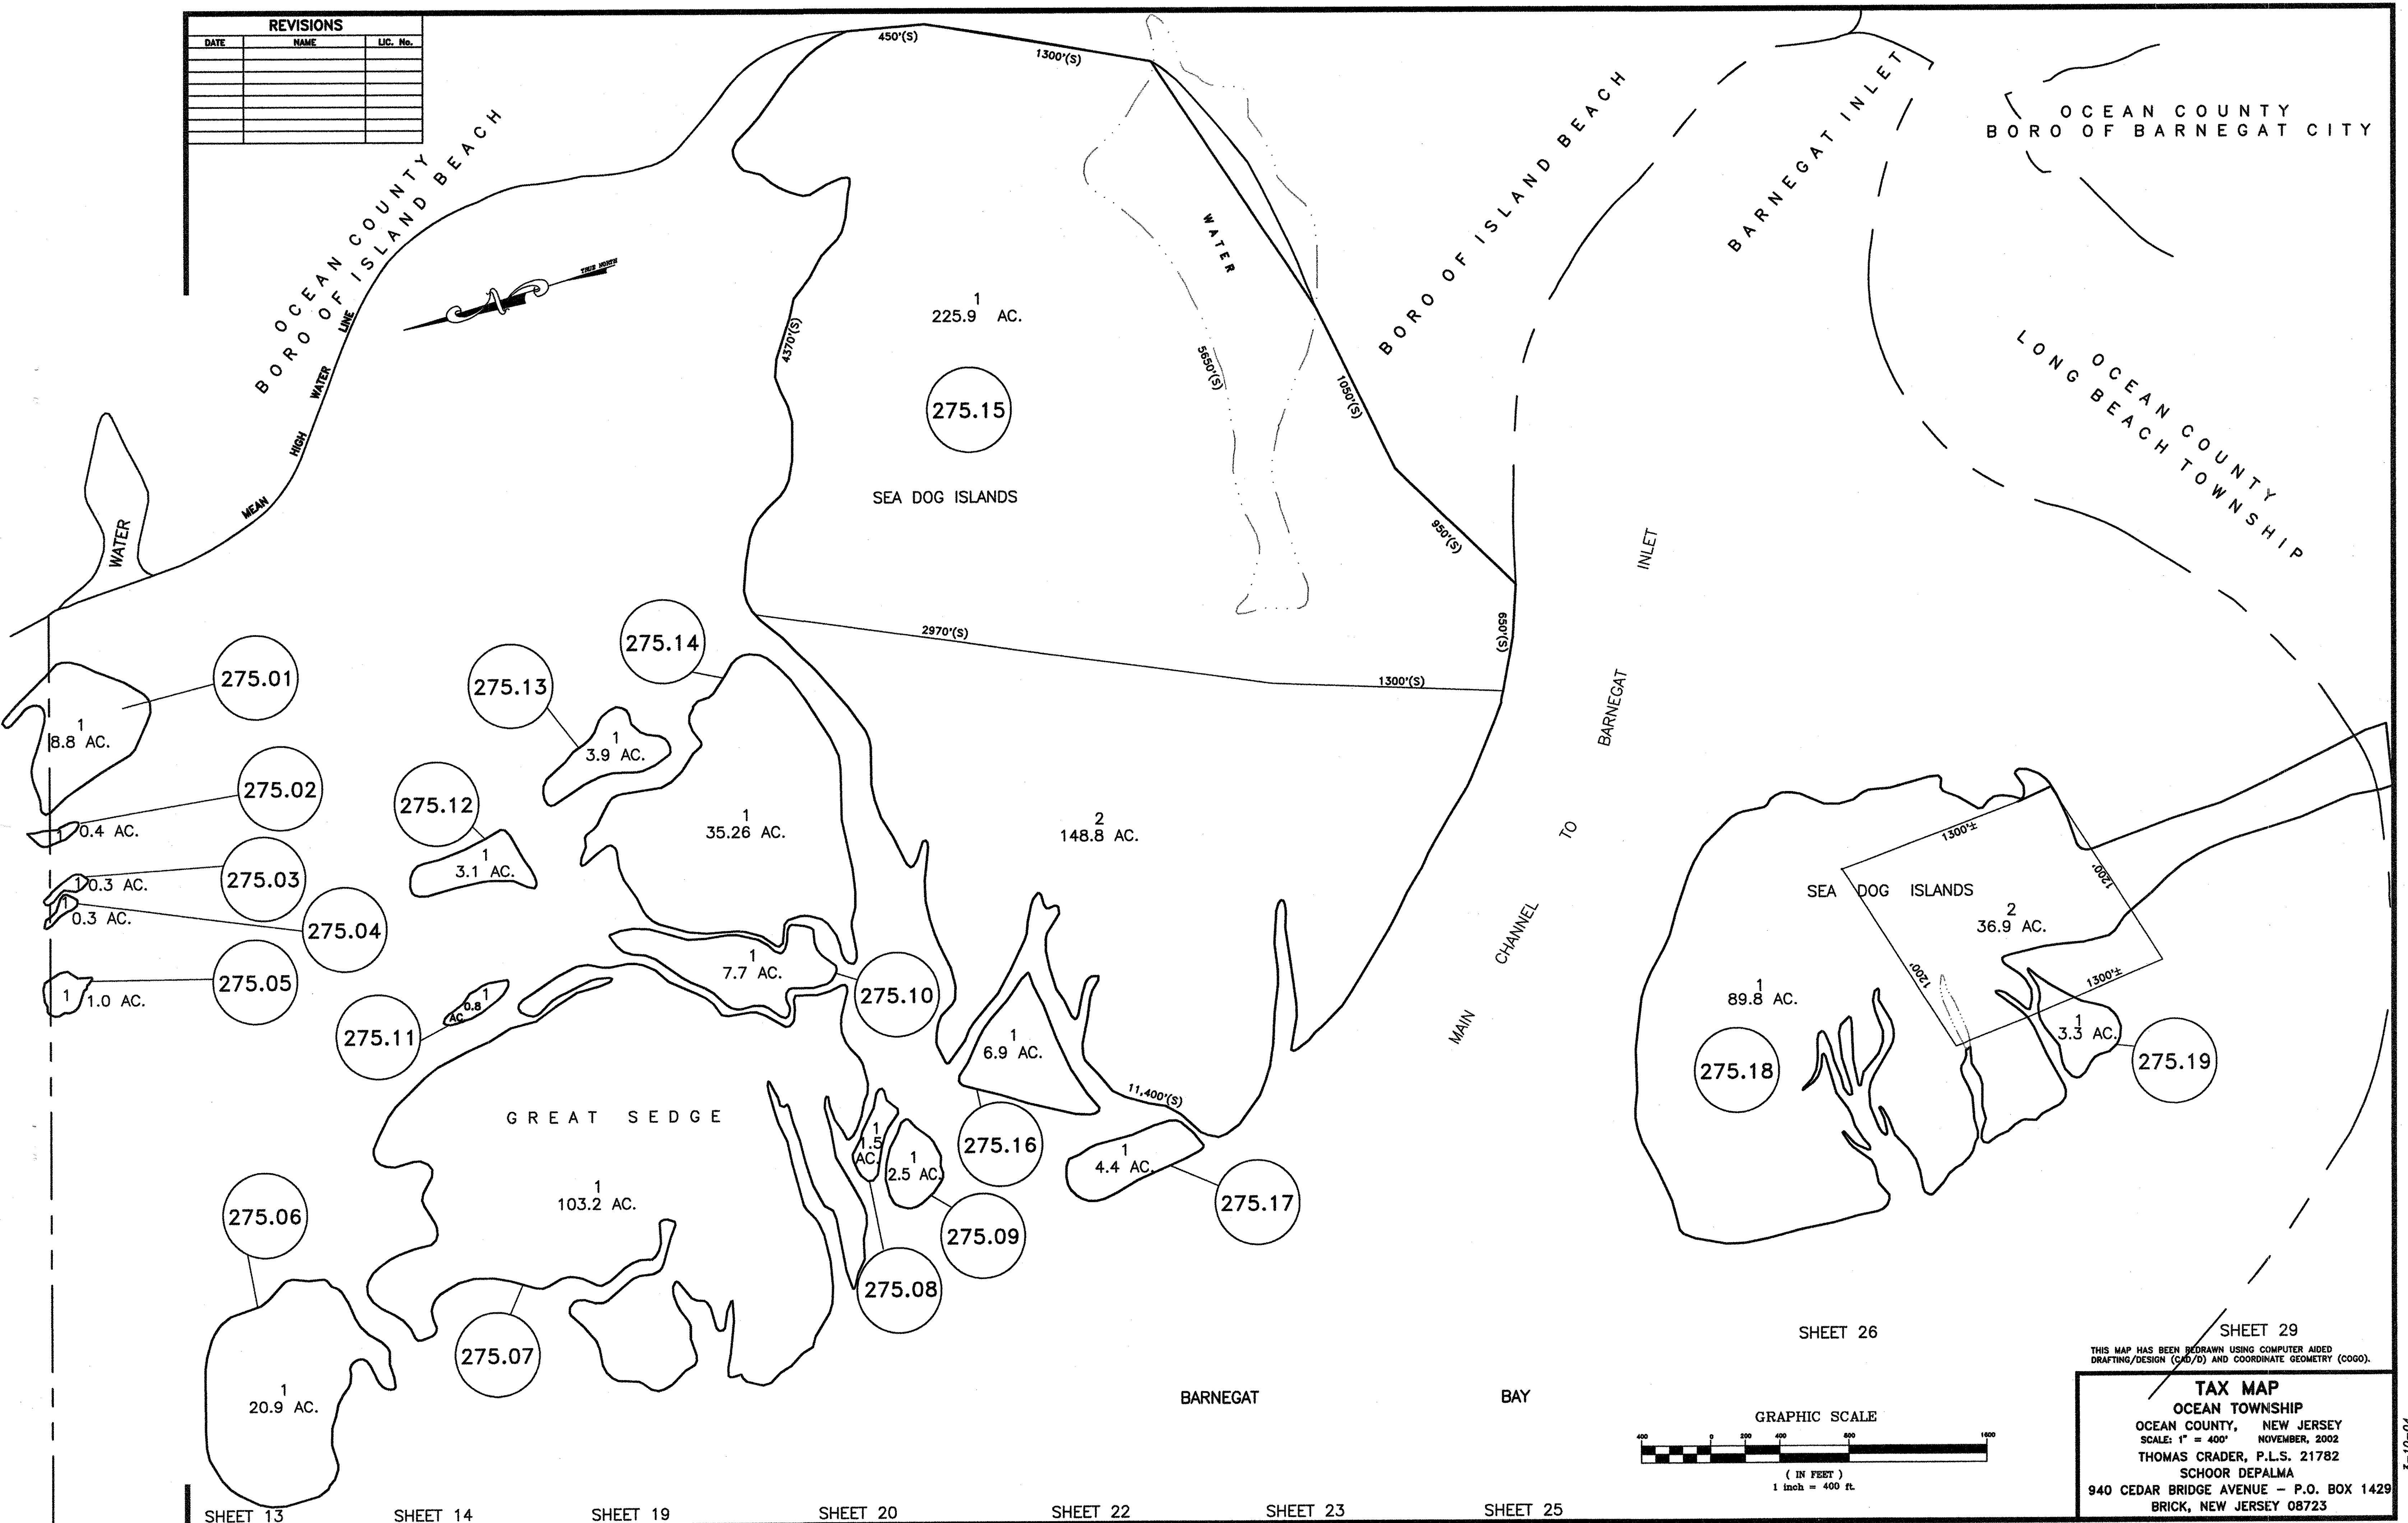 REVISIONS
DATE NAME LIC. No.
OCEAN COUNTY
BORO OF ISLAND BEACH
MEAN HIGH WATER LINE
WATER
TRUE NORTH
450'(S)
1300'(S)
WATER
4370'(S)
1
225.9 AC.
275.15
SEA DOG ISLANDS
5650'(S)
1050'(S)
950'(S)
650'(S)
2970'(S)
1300'(S)
BORO OF ISLAND BEACH
BARNEGAT INLET
OCEAN COUNTY
BORO OF BARNEGAT CITY
OCEAN COUNTY
LONG BEACH TOWNSHIP
MAIN CHANNEL TO BARNEGAT INLET
275.01
1
8.8 AC.
275.02
1 0.4 AC.
275.03
1 0.3 AC.
275.04
1
0.3 AC.
275.05
1 1.0 AC.
275.14
275.13
1
3.9 AC.
275.12
1
3.1 AC.
1
35.26 AC.
2
148.8 AC.
1
7.7 AC.
275.10
275.11
1
0.8
AC.
1
6.9 AC.
275.16
11,400'(S)
GREAT SEDGE
1
103.2 AC.
1
1.5
AC.
275.08
1
2.5 AC.
275.09
1
4.4 AC.
275.17
275.06
275.07
1
20.9 AC.
SEA DOG ISLANDS
1300'±
1200'
1200'
1300'±
2
36.9 AC.
1
89.8 AC.
275.18
1
3.3 AC.
275.19
BARNEGAT BAY
SHEET 13
SHEET 14
SHEET 19
SHEET 20
SHEET 22
SHEET 23
SHEET 25
SHEET 26
SHEET 29
GRAPHIC SCALE
400 0 200 400 800 1600
( IN FEET )
1 inch = 400 ft.
THIS MAP HAS BEEN REDRAWN USING COMPUTER AIDED
DRAFTING/DESIGN (CAD/D) AND COORDINATE GEOMETRY (COGO).
TAX MAP
OCEAN TOWNSHIP
OCEAN COUNTY, NEW JERSEY
SCALE: 1" = 400' NOVEMBER, 2002
THOMAS CRADER, P.L.S. 21782
SCHOOR DEPALMA
940 CEDAR BRIDGE AVENUE – P.O. BOX 1429
BRICK, NEW JERSEY 08723